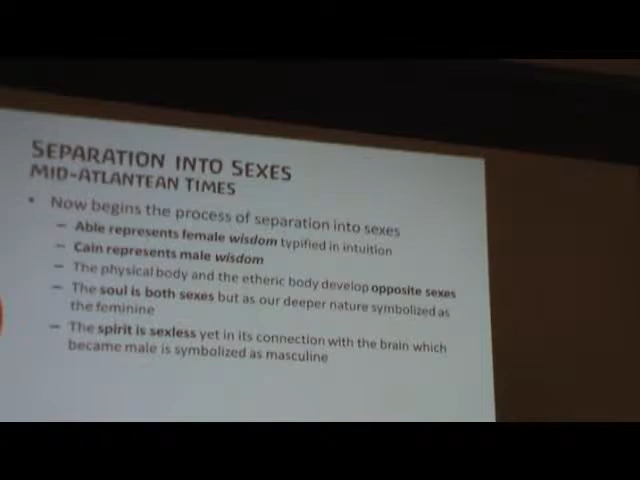 SEPARATION INTO SEXES
MID-ATLANTEAN TIMES
• Now begins the process of separation into sexes
– Able represents female wisdom typified in intuition
– Cain represents male wisdom
– The physical body and the etheric body develop opposite sexes
– The soul is both sexes but as our deeper nature symbolized as
the feminine
– The spirit is sexless yet in its connection with the brain which
became male is symbolized as masculine